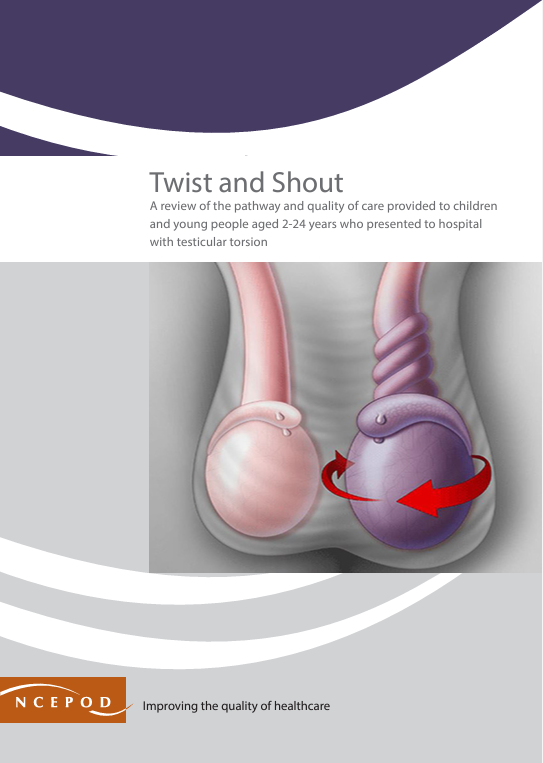 Twist and Shout
A review of the pathway and quality of care provided to children
and young people aged 2-24 years who presented to hospital
with testicular torsion
NCEPOD
Improving the quality of healthcare